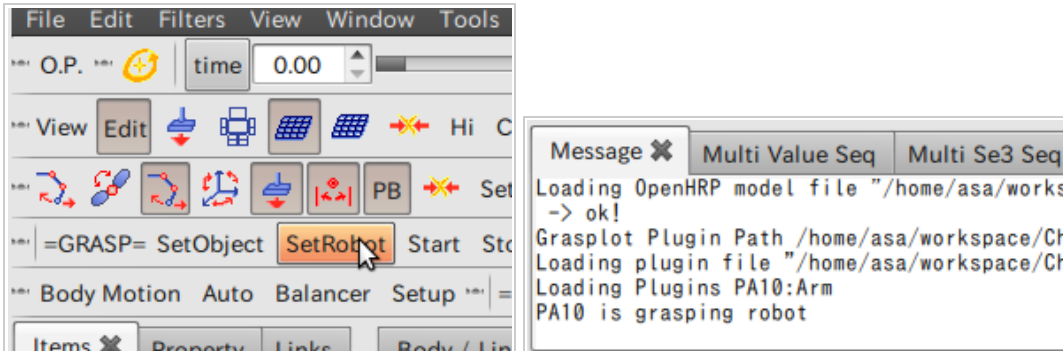 File Edit Filters View Window Tools
O.P. time 0.00
View Edit Hi
PB Set
=GRASP= SetObject SetRobot Start
Body Motion Auto Balancer Setup =
Items Property Links Body /
Message Multi Value Seq Multi Se3 Seq
Loading OpenHRP model file "/home/asa/works
-> ok!
Grasplot Plugin Path /home/asa/workspace/Ch
Loading plugin file "/home/asa/workspace/Ch
Loading Plugins PA10:Arm
PA10 is grasping robot